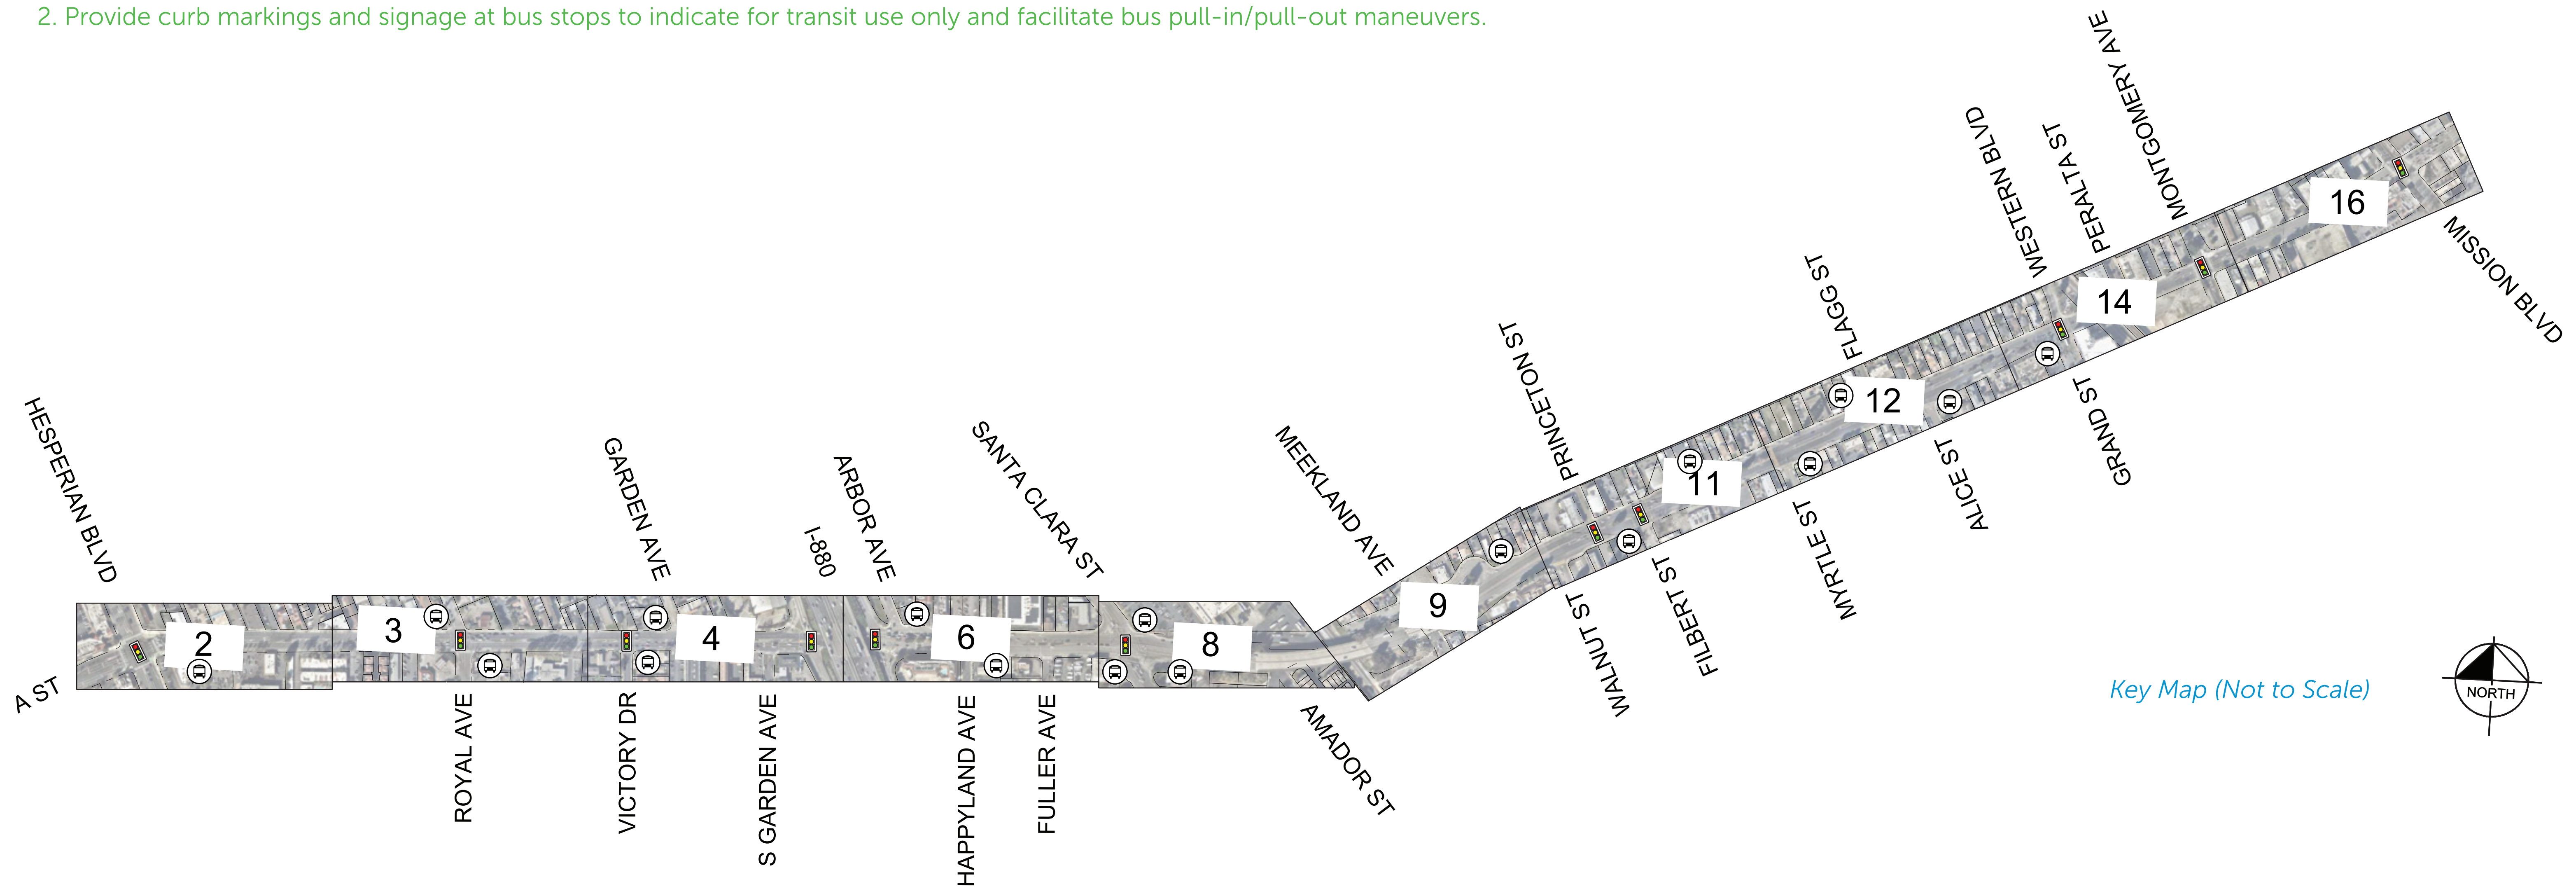 2. Provide curb markings and signage at bus stops to indicate for transit use only and facilitate bus pull-in/pull-out maneuvers.
HESPERIAN BLVD
GARDEN AVE
I-880
ARBOR AVE
SANTA CLARA ST
MEEKLAND AVE
PRINCETON ST
FLAGG ST
WESTERN BLVD
PERALTA ST
MONTGOMERY AVE
2
3
4
6
8
9
11
12
14
16
A ST
ROYAL AVE
VICTORY DR
S GARDEN AVE
HAPPYLAND AVE
FULLER AVE
AMADOR ST
WALNUT ST
FILBERT ST
MYRTLE ST
ALICE ST
GRAND ST
MISSION BLVD
Key Map (Not to Scale)
NORTH